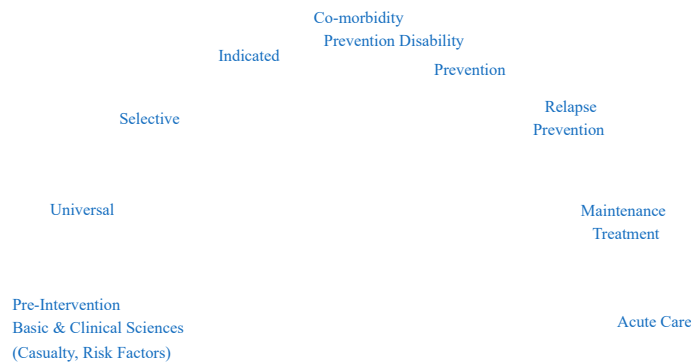 Co-morbidity
Prevention Disability
Indicated
Prevention
Relapse
Prevention
Selective
Universal
Maintenance
Treatment
Pre-Intervention
Basic & Clinical Sciences
(Casualty, Risk Factors)
Acute Care